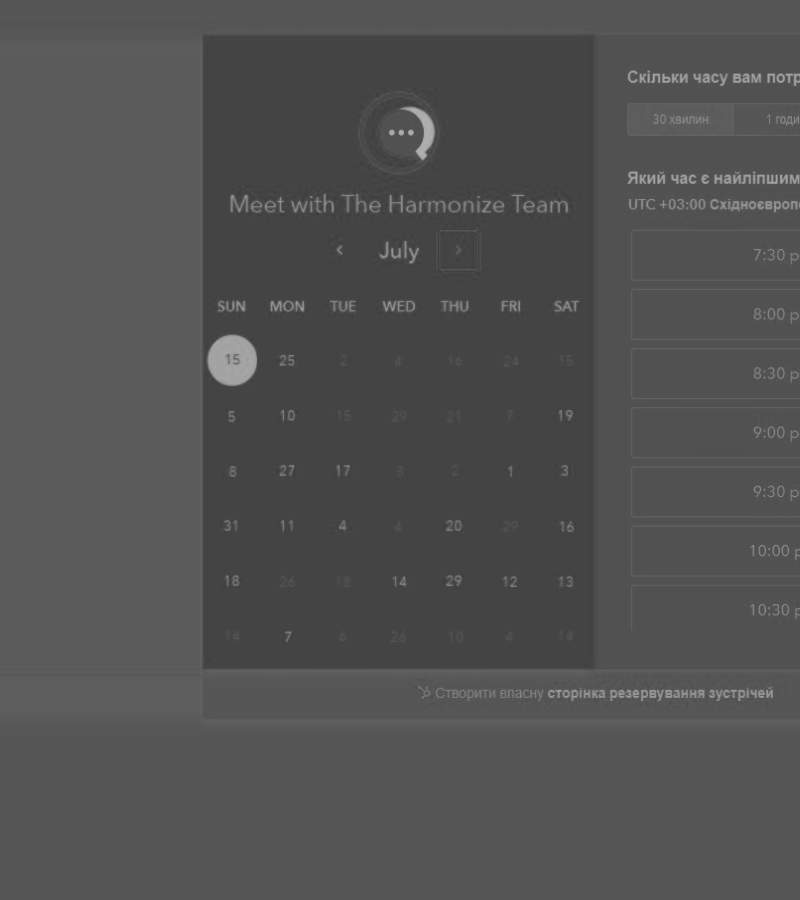 Meet with The Harmonize Team
July
SUN MON TUE WED THU FRI SAT
15 25 2 4 16 24 15
5 10 15 29 21 7 19
8 27 17 3 2 1 3
31 11 4 4 20 29 16
18 26 18 14 29 12 13
14 7 6 26 10 4 14
Скільки часу вам потр
30 хвилин 1 годи
Який час є найліпшим
UTC +03:00 Східноєвропе
7:30 p
8:00 p
8:30 p
9:00 p
9:30 p
10:00 p
10:30 p
Створити власну сторінка резервування зустрічей